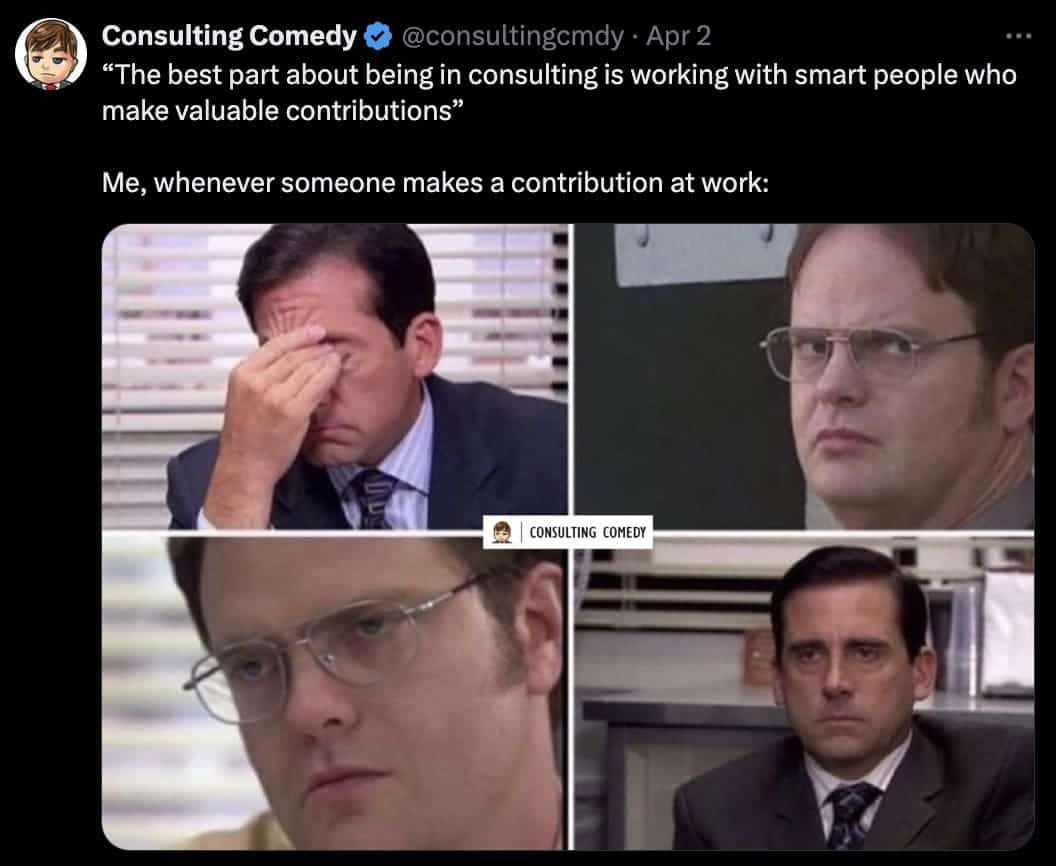 Consulting Comedy @consultingcmdy · Apr 2
“The best part about being in consulting is working with smart people who
make valuable contributions”
Me, whenever someone makes a contribution at work:
CONSULTING COMEDY